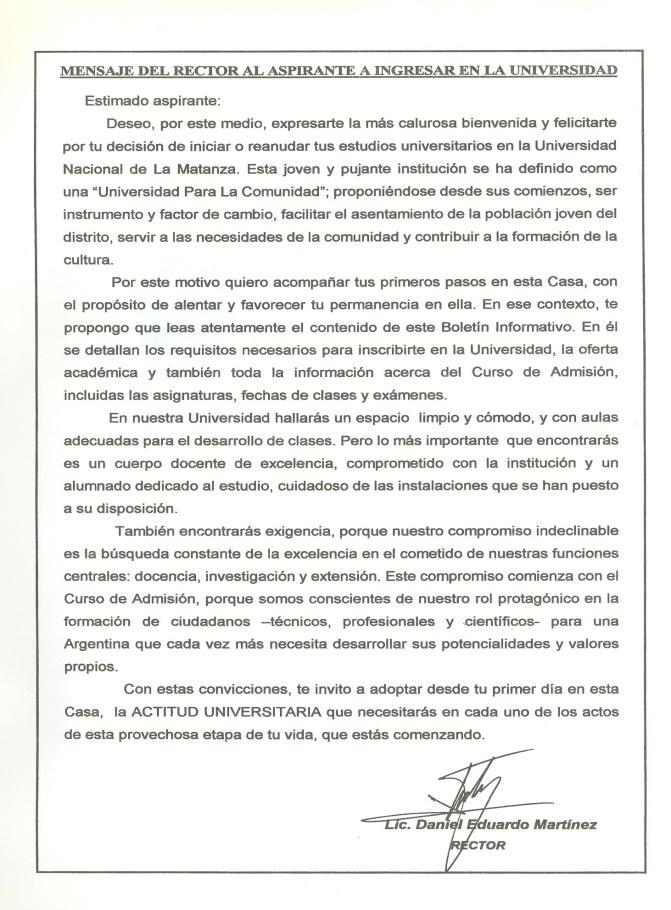 MENSAJE DEL RECTOR AL ASPIRANTE A INGRESAR EN LA UNIVERSIDAD
Estimado aspirante:
Deseo, por este medio, expresarte la más calurosa bienvenida y felicitarte
por tu decisión de iniciar o reanudar tus estudios universitarios en la Universidad
Nacional de La Matanza. Esta joven y pujante institución se ha definido como
una “Universidad Para La Comunidad”; proponiéndose desde sus comienzos, ser
instrumento y factor de cambio, facilitar el asentamiento de la población joven del
distrito, servir a las necesidades de la comunidad y contribuir a la formación de la
cultura.
Por este motivo quiero acompañar tus primeros pasos en esta Casa, con
el propósito de alentar y favorecer tu permanencia en ella. En ese contexto, te
propongo que leas atentamente el contenido de este Boletín Informativo. En él
se detallan los requisitos necesarios para inscribirte en la Universidad, la oferta
académica y también toda la información acerca del Curso de Admisión,
incluidas las asignaturas, fechas de clases y exámenes.
En nuestra Universidad hallarás un espacio limpio y cómodo, y con aulas
adecuadas para el desarrollo de clases. Pero lo más importante que encontrarás
es un cuerpo docente de excelencia, comprometido con la institución y un
alumnado dedicado al estudio, cuidadoso de las instalaciones que se han puesto
a su disposición.
También encontrarás exigencia, porque nuestro compromiso indeclinable
es la búsqueda constante de la excelencia en el cometido de nuestras funciones
centrales: docencia, investigación y extensión. Este compromiso comienza con el
Curso de Admisión, porque somos conscientes de nuestro rol protagónico en la
formación de ciudadanos –técnicos, profesionales y científicos- para una
Argentina que cada vez más necesita desarrollar sus potencialidades y valores
propios.
Con estas convicciones, te invito a adoptar desde tu primer día en esta
Casa, la ACTITUD UNIVERSITARIA que necesitarás en cada uno de los actos
de esta provechosa etapa de tu vida, que estás comenzando.
Lic. Daniel Eduardo Martínez
RECTOR